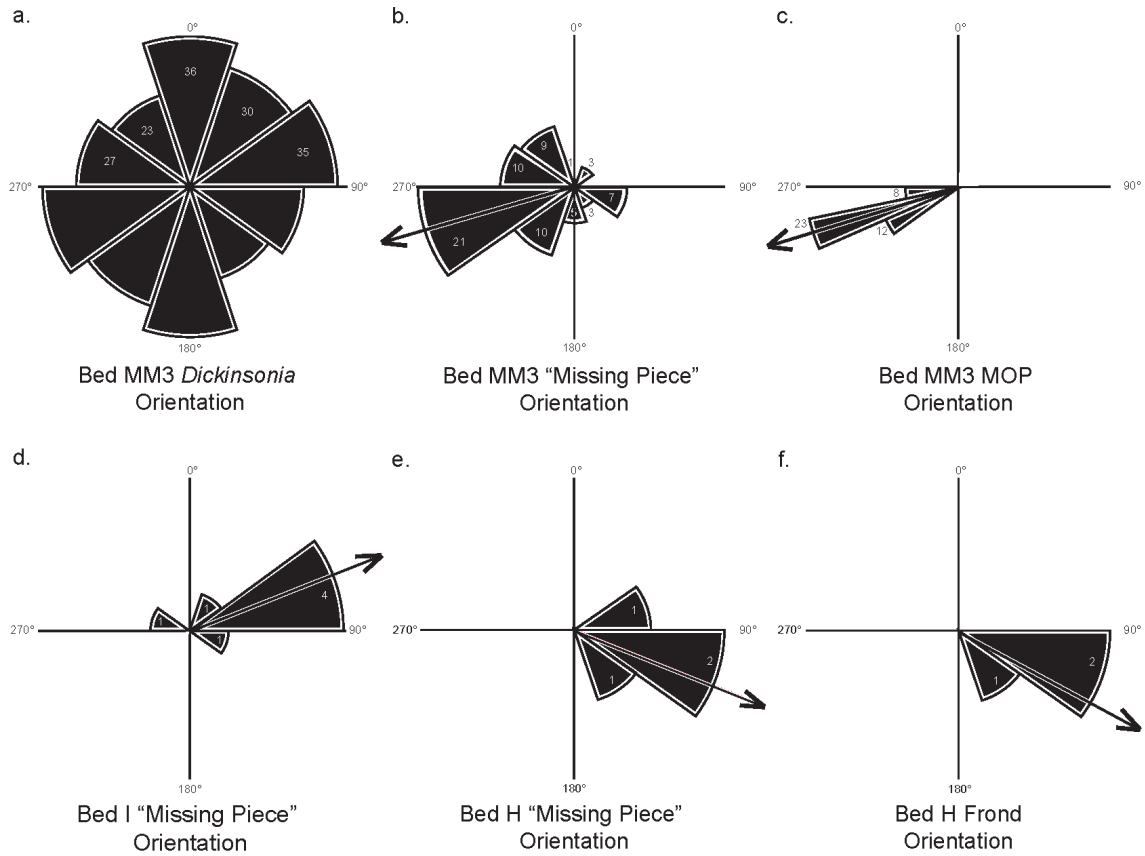 a.
0°
36
30
35
23
27
270°
90°
180°
Bed MM3 Dickinsonia
Orientation
b.
0°
9
1
3
10
270°
90°
7
3
21
10
180°
Bed MM3 “Missing Piece”
Orientation
c.
0°
270°
90°
8
23
12
180°
Bed MM3 MOP
Orientation
d.
0°
4
1
1
1
270°
90°
180°
Bed I “Missing Piece”
Orientation
e.
0°
1
270°
90°
2
1
180°
Bed H “Missing Piece”
Orientation
f.
0°
270°
90°
2
1
180°
Bed H Frond
Orientation